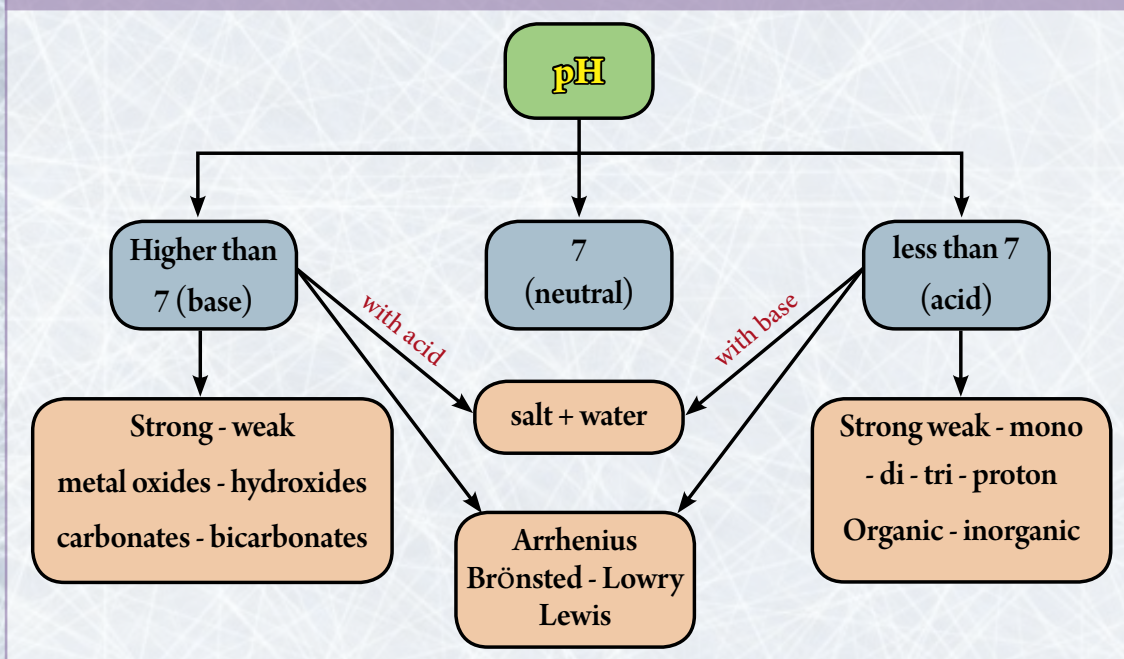 pH
Higher than
7 (base)
7
(neutral)
less than 7
(acid)
with acid
with base
salt + water
Strong - weak
metal oxides - hydroxides
carbonates - bicarbonates
Arrhenius
Brönsted - Lowry
Lewis
Strong weak - mono
- di - tri - proton
Organic - inorganic